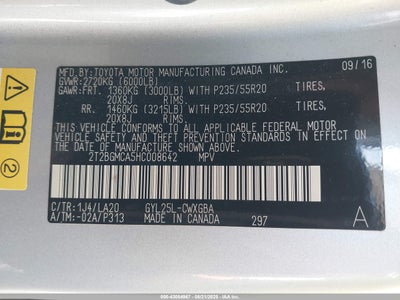 MFD.BY:TOYOTA MOTOR MANUFACTURING CANADA INC.
GVWR: 2720KG (6000LB) 09/16
GAWR:FRT. 1360KG (3000LB) WITH P235/55R20 TIRES,
20X8J RIMS.
RR. 1460KG (3215LB) WITH P235/55R20 TIRES,
20X8J RIMS.
THIS VEHICLE CONFORMS TO ALL APPLICABLE FEDERAL MOTOR
VEHICLE SAFETY AND THEFT PREVENTION STANDARDS IN EFFECT ON
THE DATE OF MANUFACTURE SHOWN ABOVE.
2T2BGMCA5HC008642 MPV
C/TR:1J4/LA20 GYL25L-CWXGBA
A/TM:-02A/P313 297 A
2